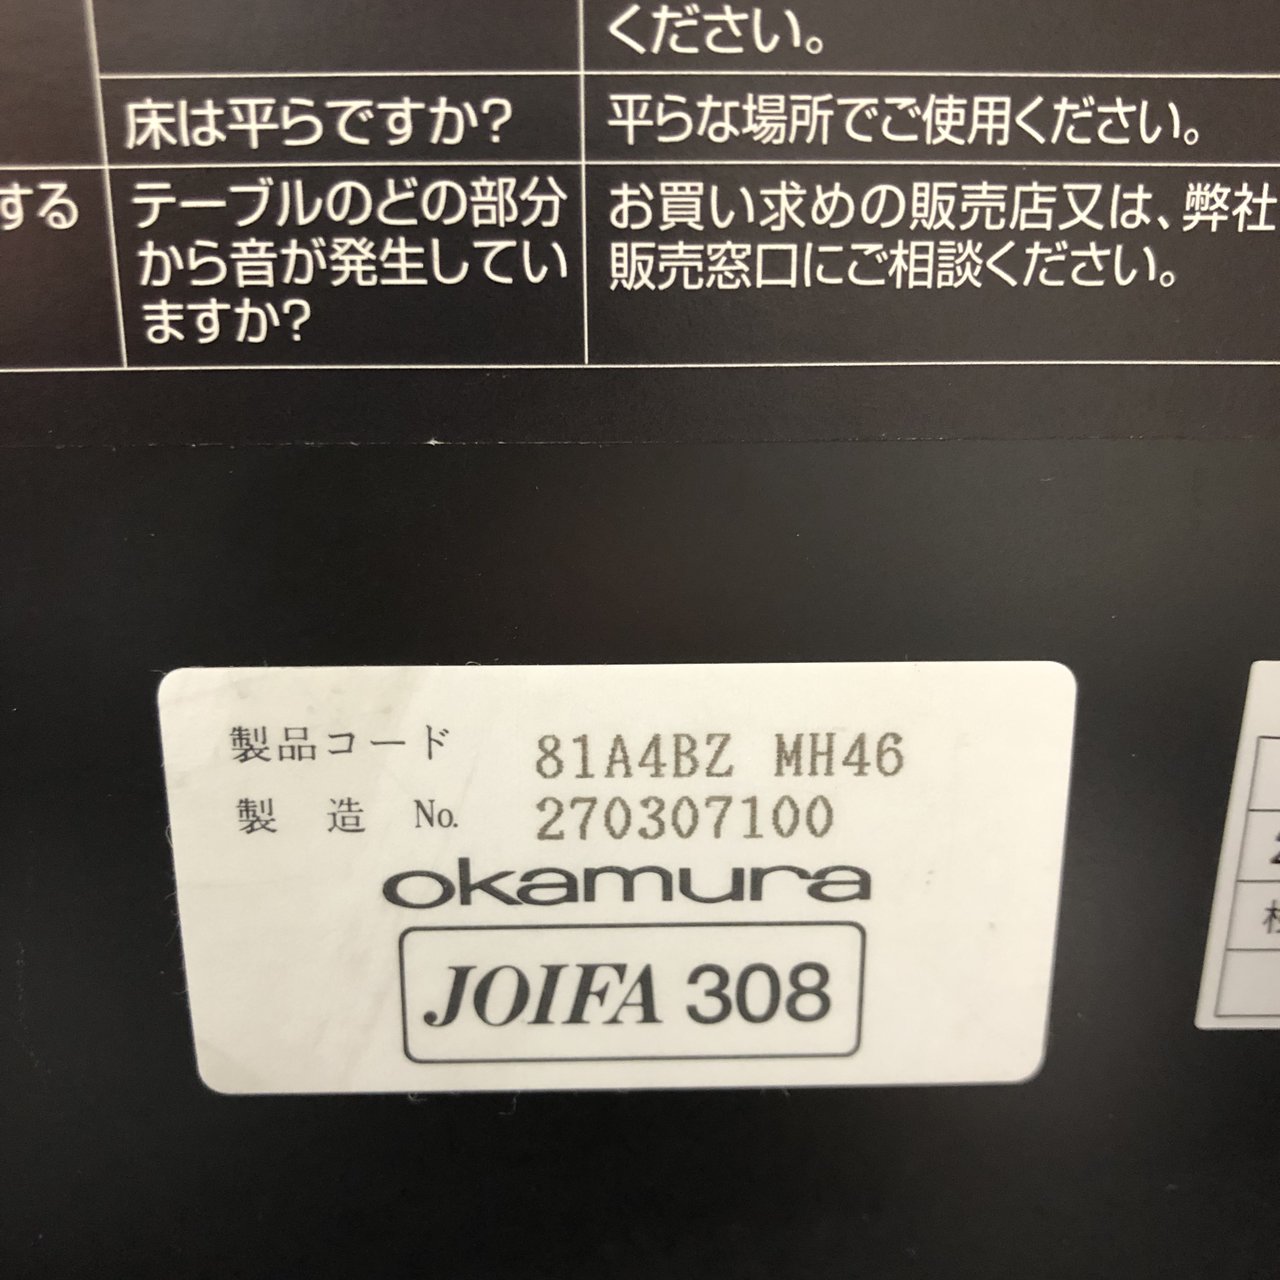 ください。
床は平らですか?
平らな場所でご使用ください。
する
テーブルのどの部分
から音が発生してい
ますか?
お買い求めの販売店又は、弊社
販売窓口にご相談ください。
製品コード 81A4BZ MH46
製 造 No. 270307100
okamura
JOIFA 308